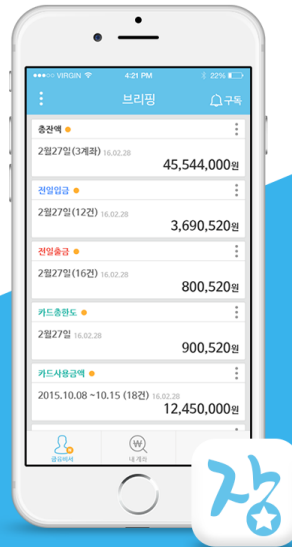 VIRGIN 4:21 PM 22%
브리핑 구독
총잔액
2월27일(3계좌) 16.02.28
45,544,000원
전일입금
2월27일(12건) 16.02.28
3,690,520원
전일출금
2월27일(16건) 16.02.28
800,520원
카드총한도
2월27일 16.02.28
900,520원
카드사용금액
2015.10.08 ~10.15 (18건) 16.02.28
12,450,000원
금융비서 내 계좌
장